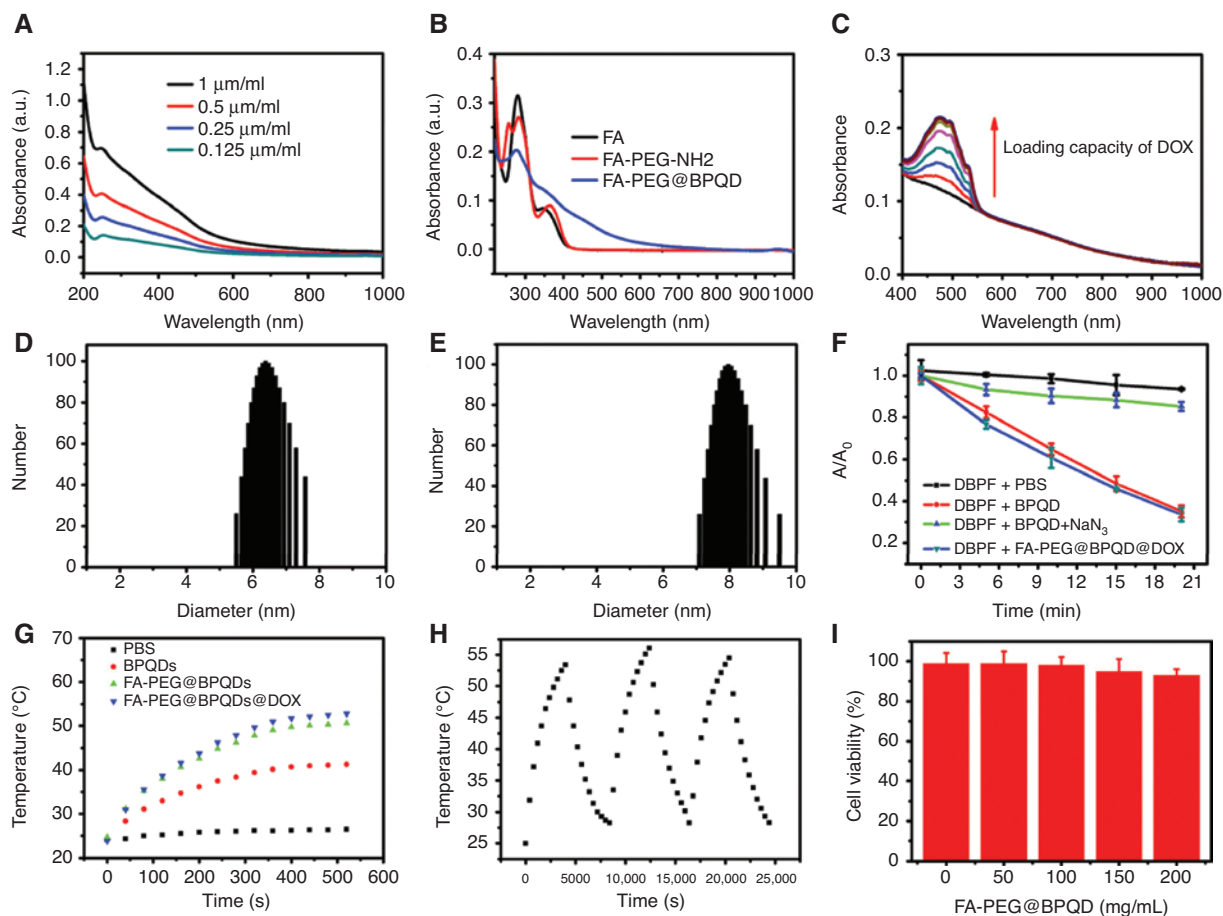 A
Absorbance (a.u.)
1.2
1.0
0.8
0.6
0.4
0.2
0.0
1 μm/ml
0.5 μm/ml
0.25 μm/ml
0.125 μm/ml
200 400 600 800 1000
Wavelength (nm)
B
Absorbance (a.u.)
0.4
0.3
0.2
0.1
0.0
FA
FA-PEG-NH2
FA-PEG@BPQD
300 400 500 600 700 800 900 1000
Wavelength (nm)
C
Absorbance
0.3
0.2
0.1
0.0
Loading capacity of DOX
400 500 600 700 800 900 1000
Wavelength (nm)
D
Number
100
80
60
40
20
0
2 4 6 8 10
Diameter (nm)
E
Number
100
80
60
40
20
0
2 4 6 8 10
Diameter (nm)
F
A/A0
1.0
0.8
0.6
0.4
0.2
DBPF + PBS
DBPF + BPQD
DBPF + BPQD+NaN3
DBPF + FA-PEG@BPQD@DOX
0 3 6 9 12 15 18 21
Time (min)
G
Temperature (°C)
70
60
50
40
30
20
PBS
BPQDs
FA-PEG@BPQDs
FA-PEG@BPQDs@DOX
0 100 200 300 400 500 600
Time (s)
H
Temperature (°C)
55
50
45
40
35
30
25
0 5000 10,000 15,000 20,000 25,000
Time (s)
I
Cell viability (%)
120
100
80
60
40
20
0
0 50 100 150 200
FA-PEG@BPQD (mg/mL)